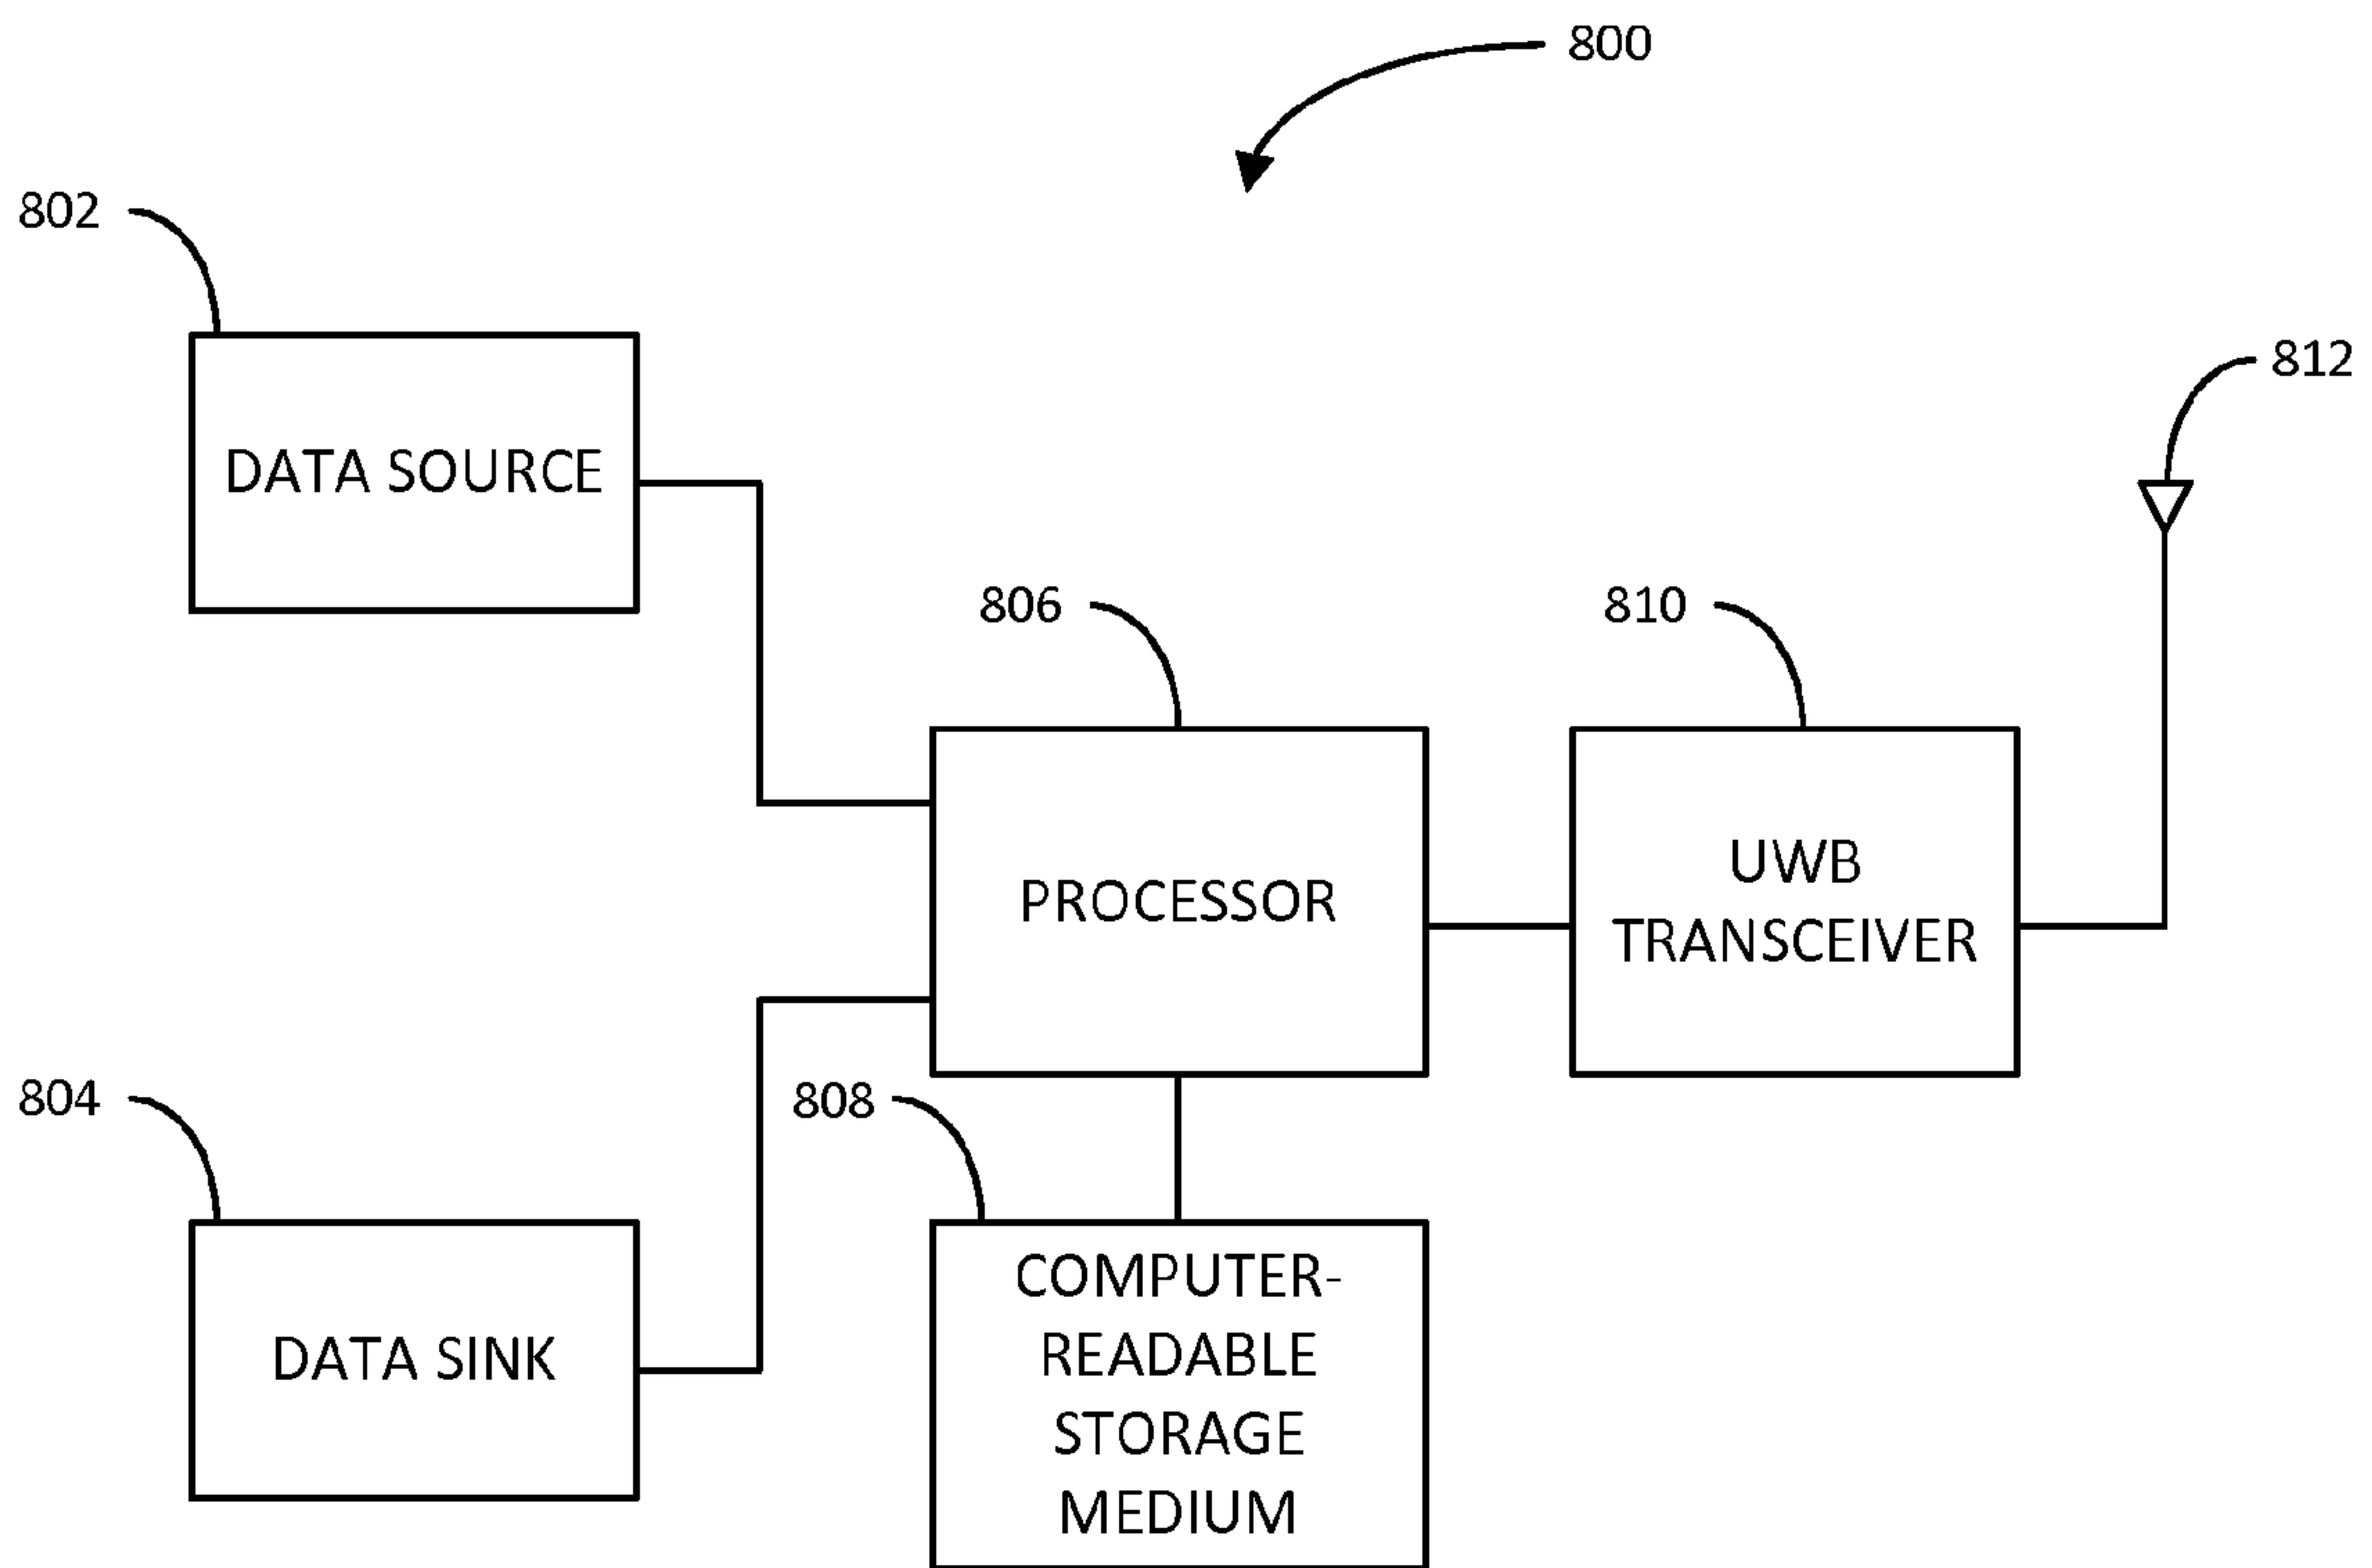 800
802
812
DATA SOURCE
806
810
UWB
TRANSCEIVER
PROCESSOR
804
808
COMPUTER-
READABLE
STORAGE
MEDIUM
DATA SINK